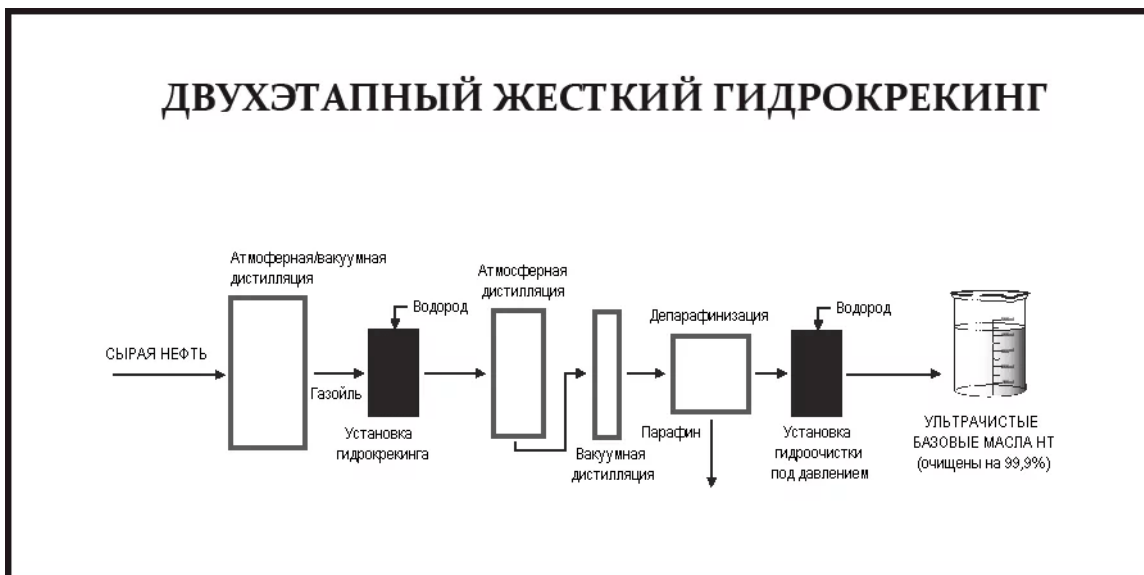 ДВУХЭТАПНЫЙ ЖЕСТКИЙ ГИДРОКРЕКИНГ
Атмоферная/вакуумная
дистилляция
Атмосферная
дистилляция
Водород
Депарафинизация
Водород
СЫРАЯ НЕФТЬ
Газойль
Установка
гидрокрекинга
Вакуумная
дистилляция
Парафин
Установка
гидроочистки
под давлением
УЛЬТРАЧИСТЫЕ
БАЗОВЫЕ МАСЛА НТ
(очищены на 99,9%)